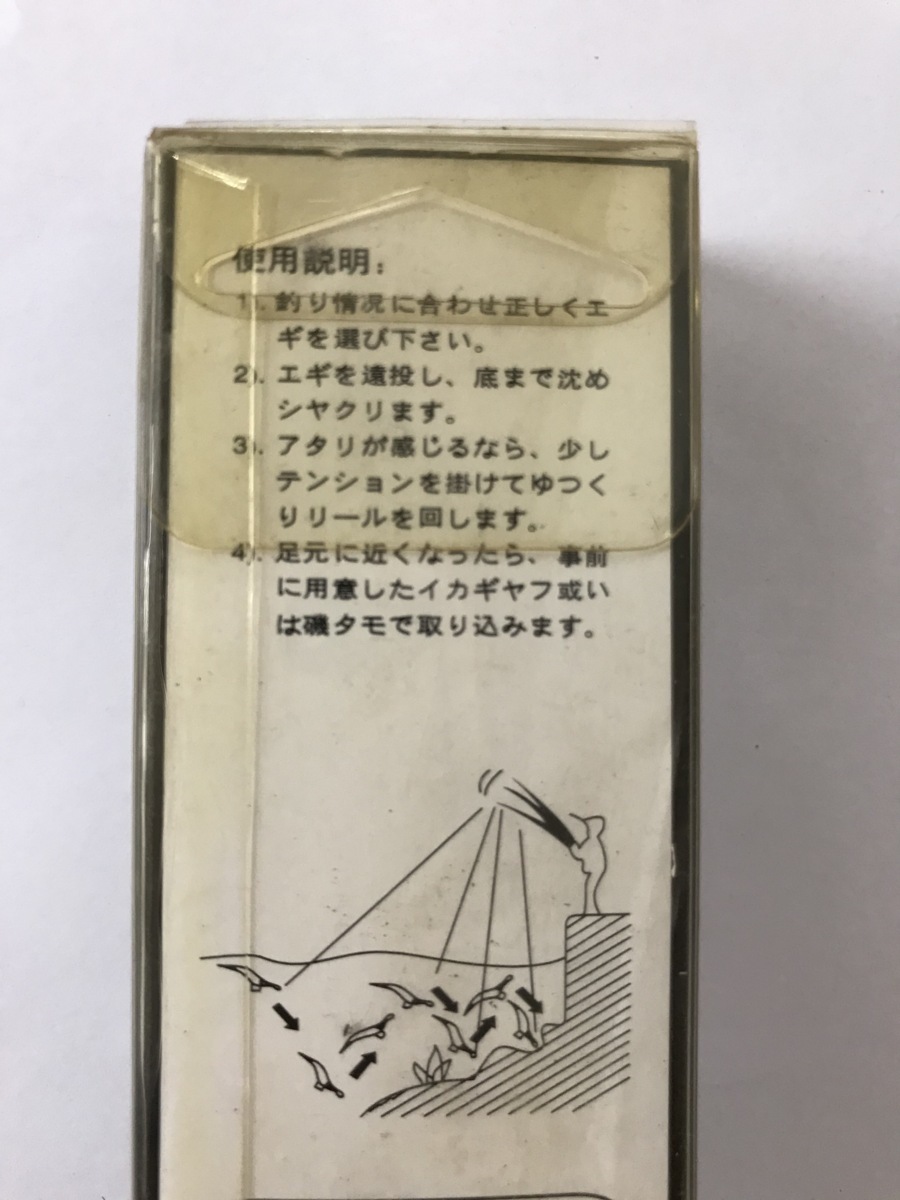 使用説明：
1). 釣り情況に合わせ正しくエ
ギを選び下さい。
2). エギを遠投し、底まで沈め
シヤクリます。
3). アタリが感じるなら、少し
テンションを掛けてゆつく
りリールを回します。
4). 足元に近くなったら、事前
に用意したイカギヤフ或い
は磯タモで取り込みます。